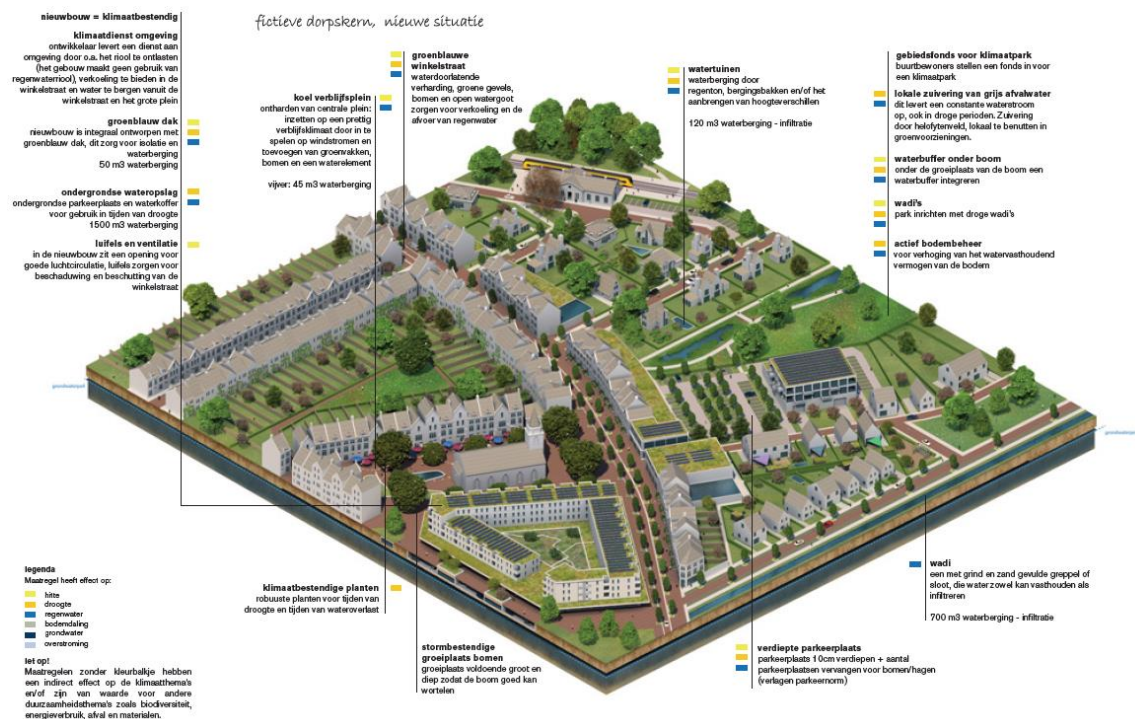 fictieve dorpskern, nieuwe situatie
nieuwbouw = klimaatbestendig
klimaatdienst omgeving
ontwikkelaar levert een dienst aan
omgeving door o.a. het riool te ontlasten
(het gebouw maakt geen gebruik van
regenwaterriool), verkoeling te bieden in de
winkelstraat en water te bergen vanuit de
winkelstraat en het grote plein
groenblauw dak
nieuwbouw is integraal ontworpen met
groenblauw dak, dit zorg voor isolatie en
waterberging
50 m3 waterberging
ondergrondse wateropslag
ondergrondse parkeerplaats en waterkoffer
voor gebruik in tijden van droogte
1500 m3 waterberging
luifels en ventilatie
in de nieuwbouw zit een opening voor
goede luchtcirculatie, luifels zorgen voor
beschaduwing en beschutting van de
winkelstraat
koel verblijfsplein
ontharden van centrale plein:
inzetten op een prettig
verblijfsklimaat door in te
spelen op windstromen en
toevoegen van groenvakken,
bomen en een waterelement
vijver: 45 m3 waterberging
groenblauwe
winkelstraat
waterdoorlatende
verharding, groene gevels,
bomen en open watergoot
zorgen voor verkoeling en de
afvoer van regenwater
watertuinen
waterberging door
regenton, bergingsbakken en/of het
aanbrengen van hoogteverschillen
120 m3 waterberging - infiltratie
gebiedsfonds voor klimaatpark
buurtbewoners stellen een fonds in voor
een klimaatpark
lokale zuivering van grijs afvalwater
dit levert een constante waterstroom
op, ook in droge perioden. Zuivering
door helofytenveld, lokaal te benutten in
groenvoorzieningen.
waterbuffer onder boom
onder de groeiplaats van de boom een
waterbuffer integreren
wadi's
park inrichten met droge wadi's
actief bodembeheer
voor verhoging van het watervasthoudend
vermogen van de bodem
grondwaterpeil
klimaatbestendige planten
robuuste planten voor tijden van
droogte en tijden van wateroverlast
stormbestendige
groeiplaats bomen
groeiplaats voldoende groot en
diep zodat de boom goed kan
wortelen
verdiepte parkeerplaats
parkeerplaats 10cm verdiepen + aantal
parkeerplaatsen vervangen voor bomen/hagen
(verlagen parkeernorm)
wadi
een met grind en zand gevulde greppel of
sloot, die water zowel kan vasthouden als
infiltreren
700 m3 waterberging - infiltratie
legenda
Maatregel heeft effect op:
hitte
droogte
regenwater
bodemdaling
grondwater
overstroming
let op!
Maatregelen zonder kleurbalkje hebben
een indirect effect op de klimaatthema's
en/of zijn van waarde voor andere
duurzaamheidsthema's zoals biodiversiteit,
energieverbruik, afval en materialen.